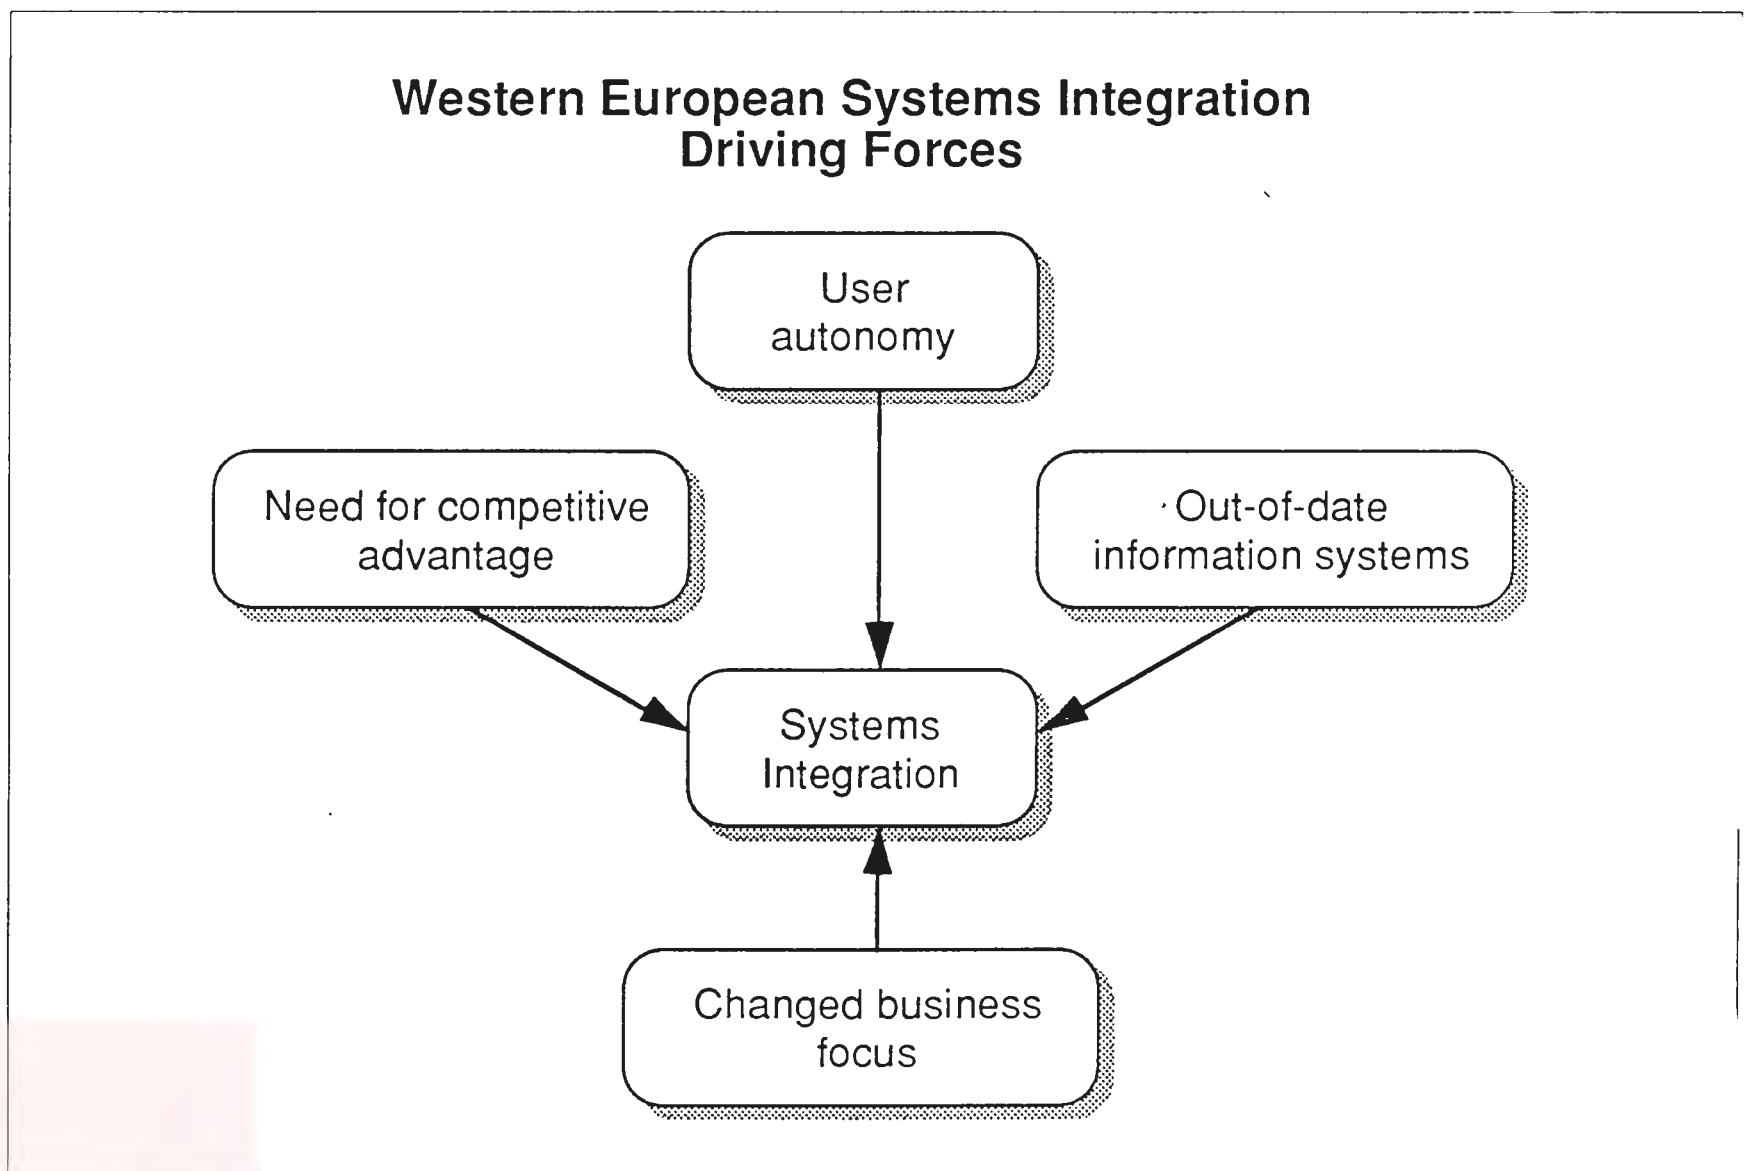 Western European Systems Integration
Driving Forces
User
autonomy
Need for competitive
advantage
Out-of-date
information systems
Systems
Integration
Changed business
focus